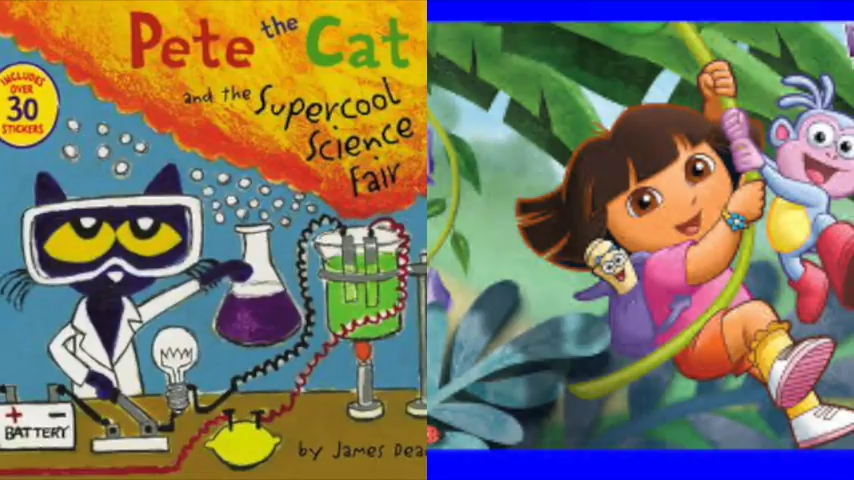 Pete the Cat
and the Supercool
Science
Fair
INCLUDES
OVER
30
STICKERS
+ -
BATTERY
by James Dea